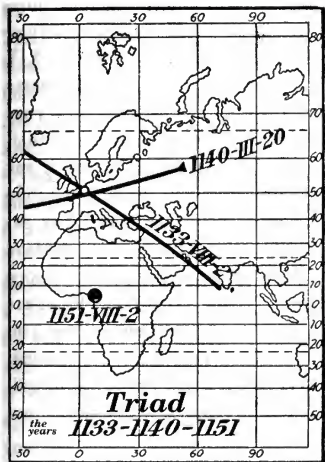 30 0 30 60 90 120
80 80
70 70
60 60
50 50
40 40
30 30
20 20
10 10
0 0
10 10
20 20
30 30
40 40
50 50
1140-III-20
1133-VIII-2
1151-VIII-2
Triad
the years 1133-1140-1151
30 0 30 60 90